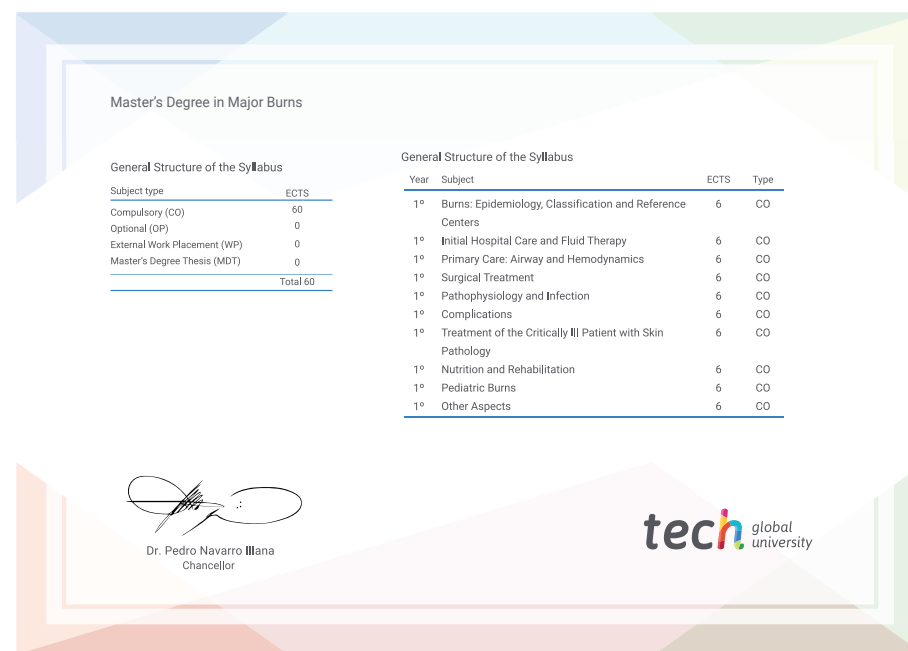 Master's Degree in Major Burns
General Structure of the Syllabus
Subject type ECTS
Compulsory (CO) 60
Optional (OP) 0
External Work Placement (WP) 0
Master's Degree Thesis (MDT) 0
Total 60
General Structure of the Syllabus
Year Subject ECTS Type
1º Burns: Epidemiology, Classification and Reference 6 CO
Centers
1º Initial Hospital Care and Fluid Therapy 6 CO
1º Primary Care: Airway and Hemodynamics 6 CO
1º Surgical Treatment 6 CO
1º Pathophysiology and Infection 6 CO
1º Complications 6 CO
1º Treatment of the Critically Ill Patient with Skin 6 CO
Pathology
1º Nutrition and Rehabilitation 6 CO
1º Pediatric Burns 6 CO
1º Other Aspects 6 CO
Dr. Pedro Navarro Illana
Chancellor
tech global
university